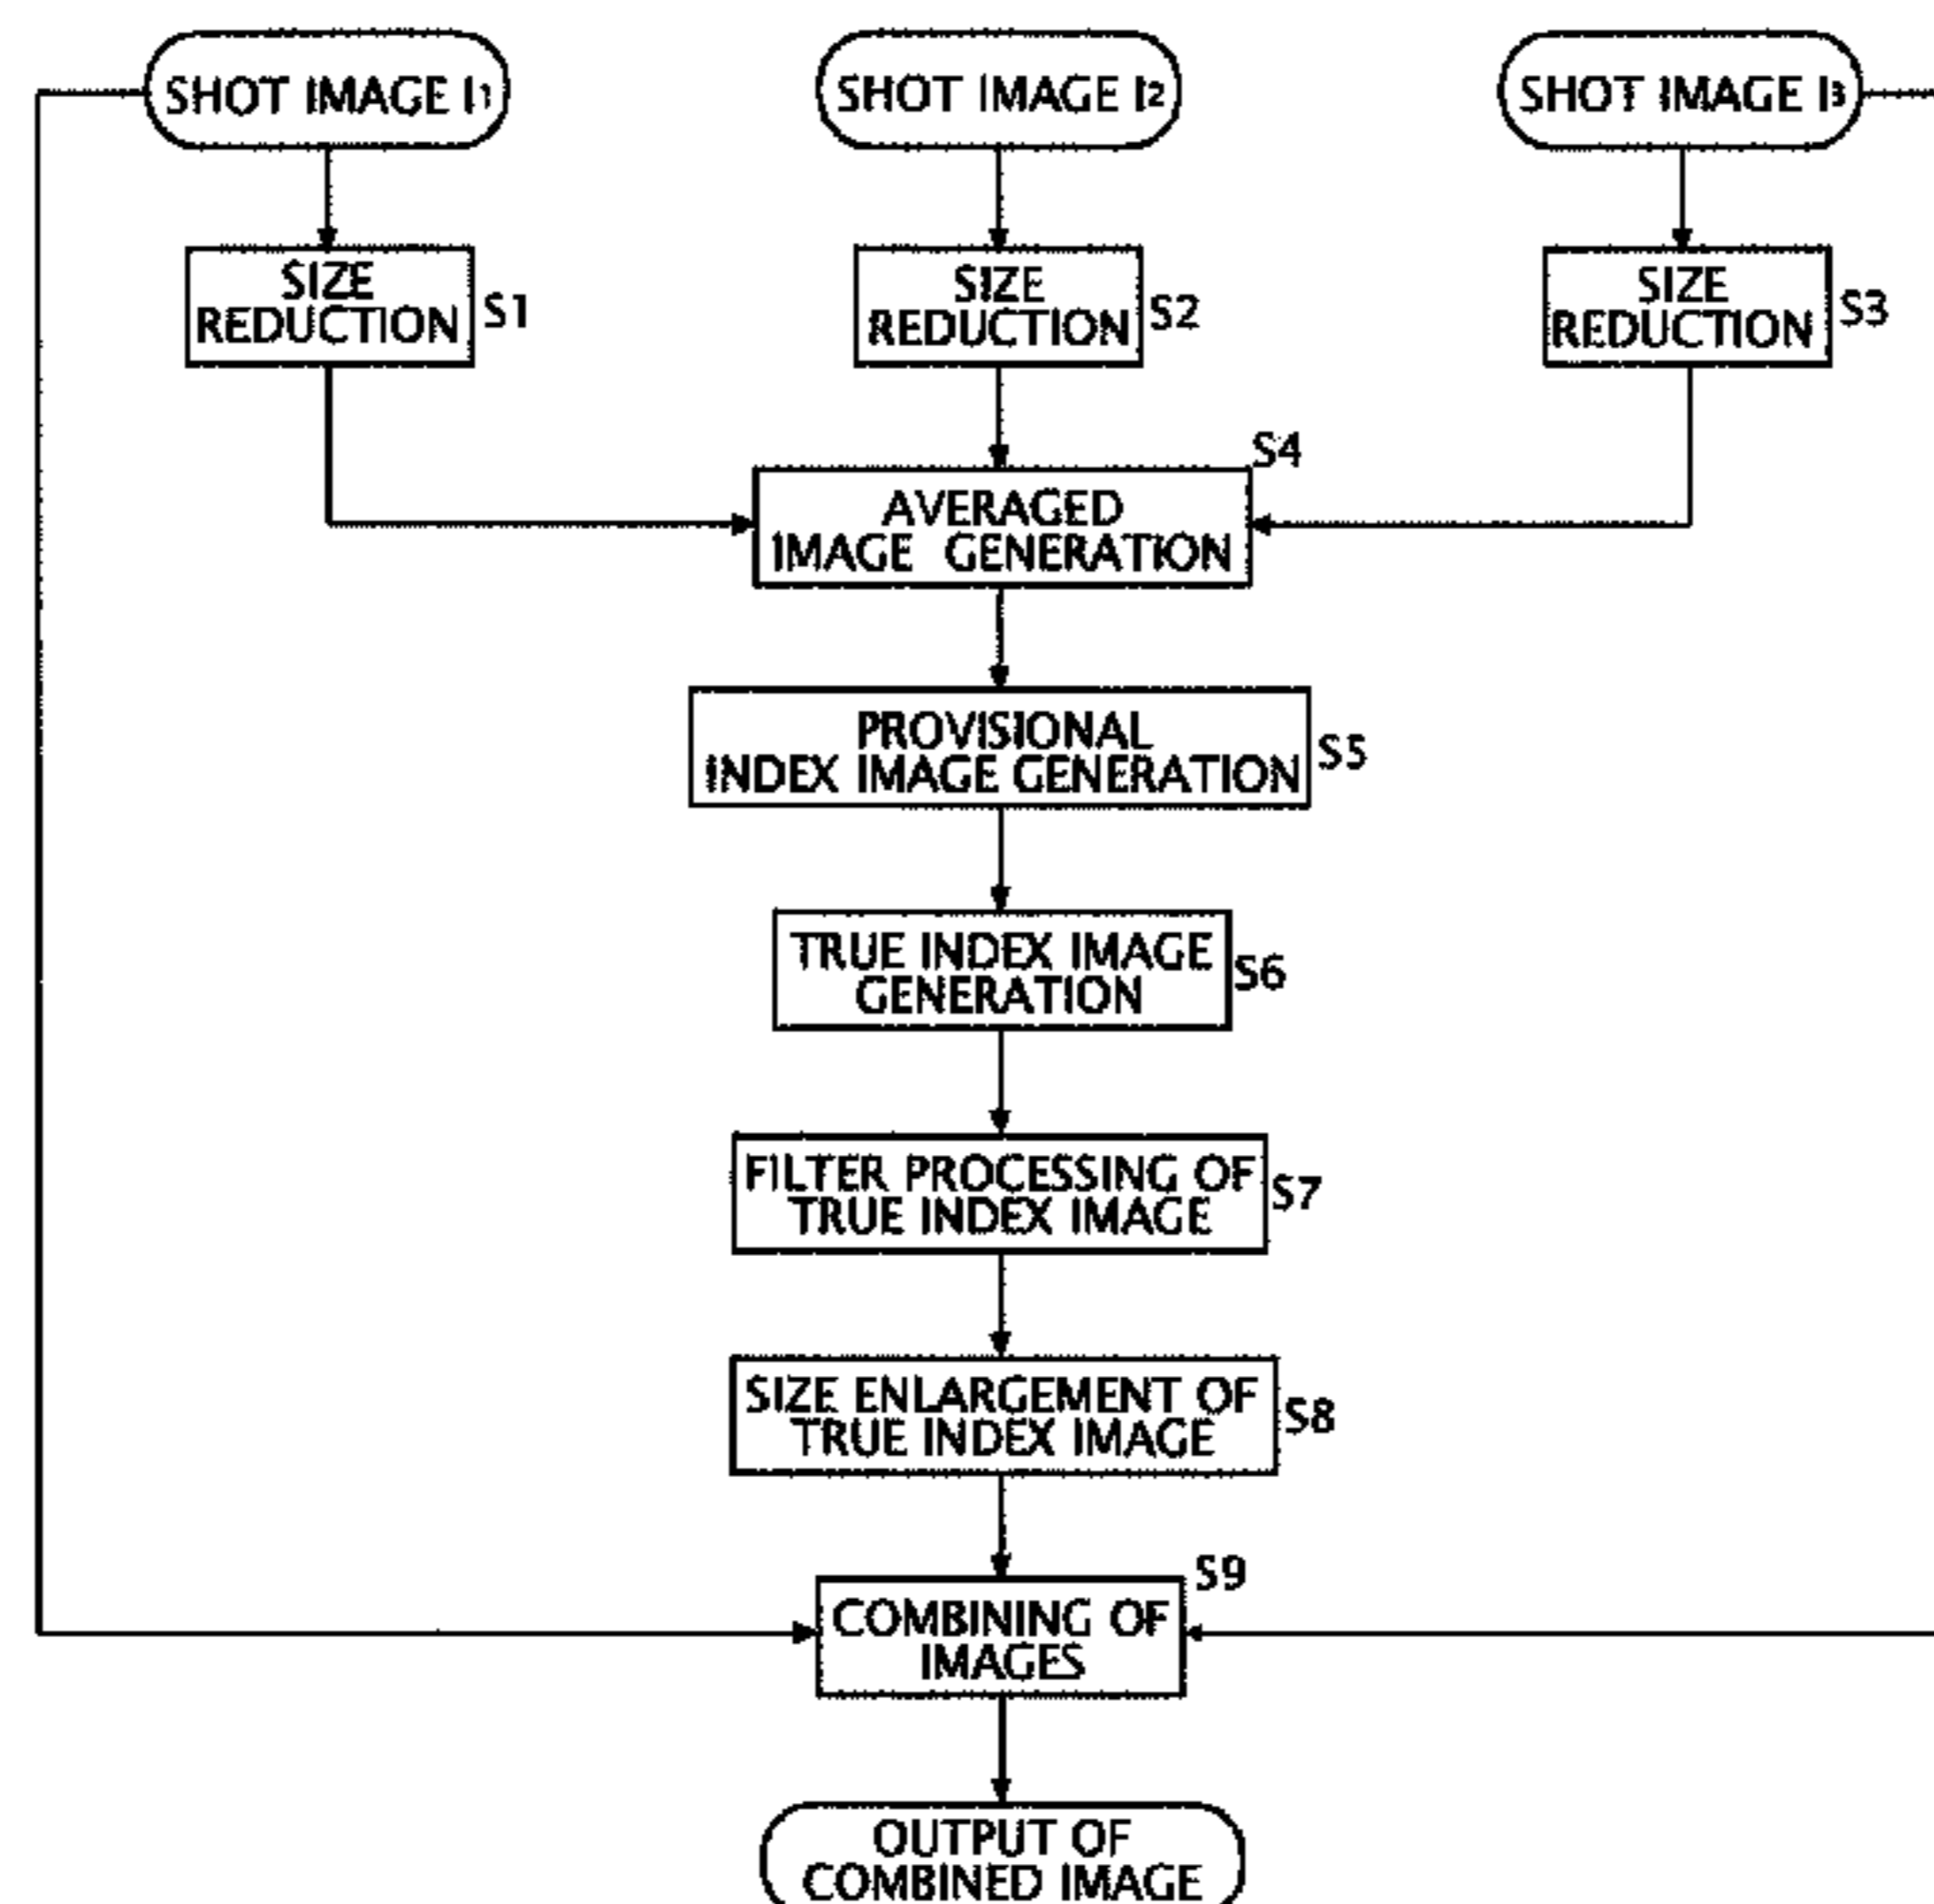 SHOT IMAGE I1
SHOT IMAGE I2
SHOT IMAGE I3
SIZE
REDUCTION
S1
SIZE
REDUCTION
S2
SIZE
REDUCTION
S3
S4
AVERAGED
IMAGE GENERATION
PROVISIONAL
INDEX IMAGE GENERATION
S5
TRUE INDEX IMAGE
GENERATION
S6
FILTER PROCESSING OF
TRUE INDEX IMAGE
S7
SIZE ENLARGEMENT OF
TRUE INDEX IMAGE
S8
S9
COMBINING OF
IMAGES
OUTPUT OF
COMBINED IMAGE